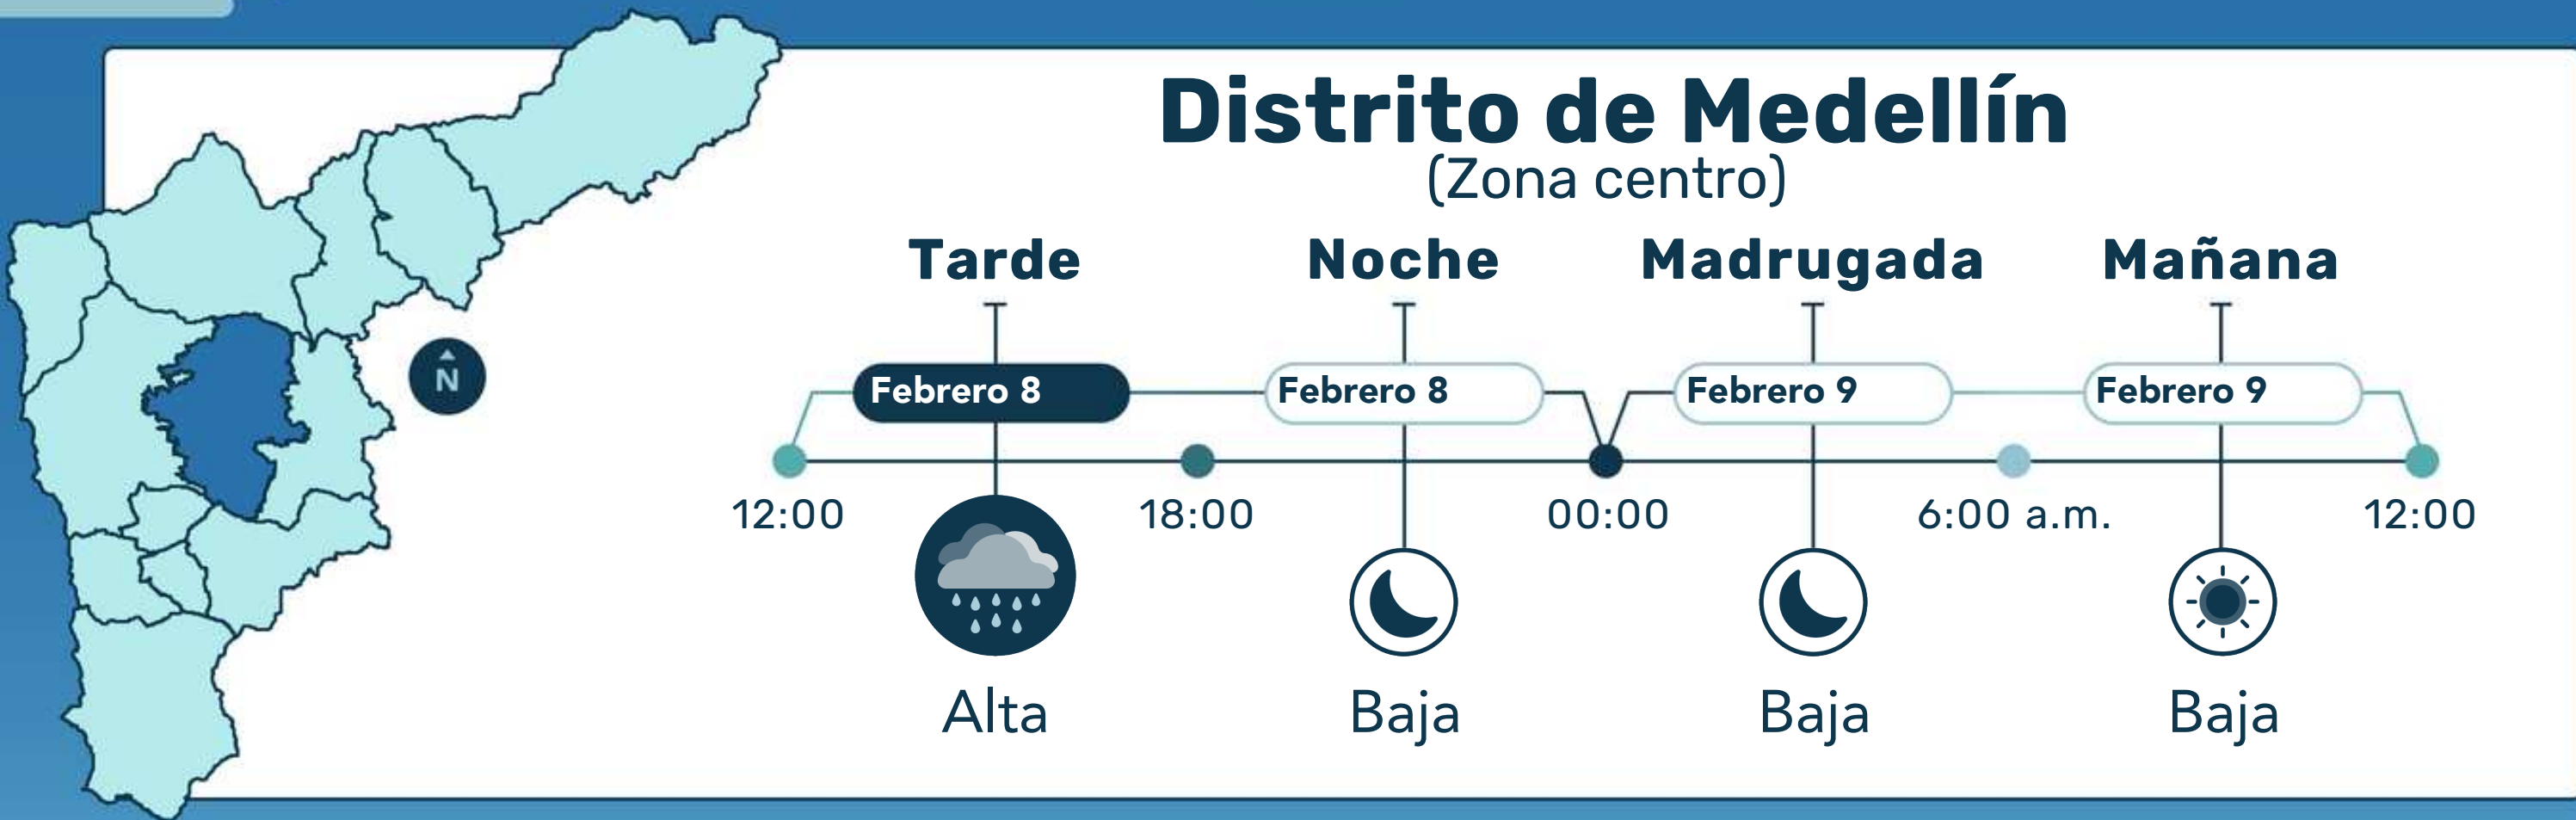 Distrito de Medellín
(Zona centro)
Tarde Noche Madrugada Mañana
N
Febrero 8 Febrero 8 Febrero 9 Febrero 9
12:00 18:00 00:00 6:00 a.m. 12:00
Alta Baja Baja Baja